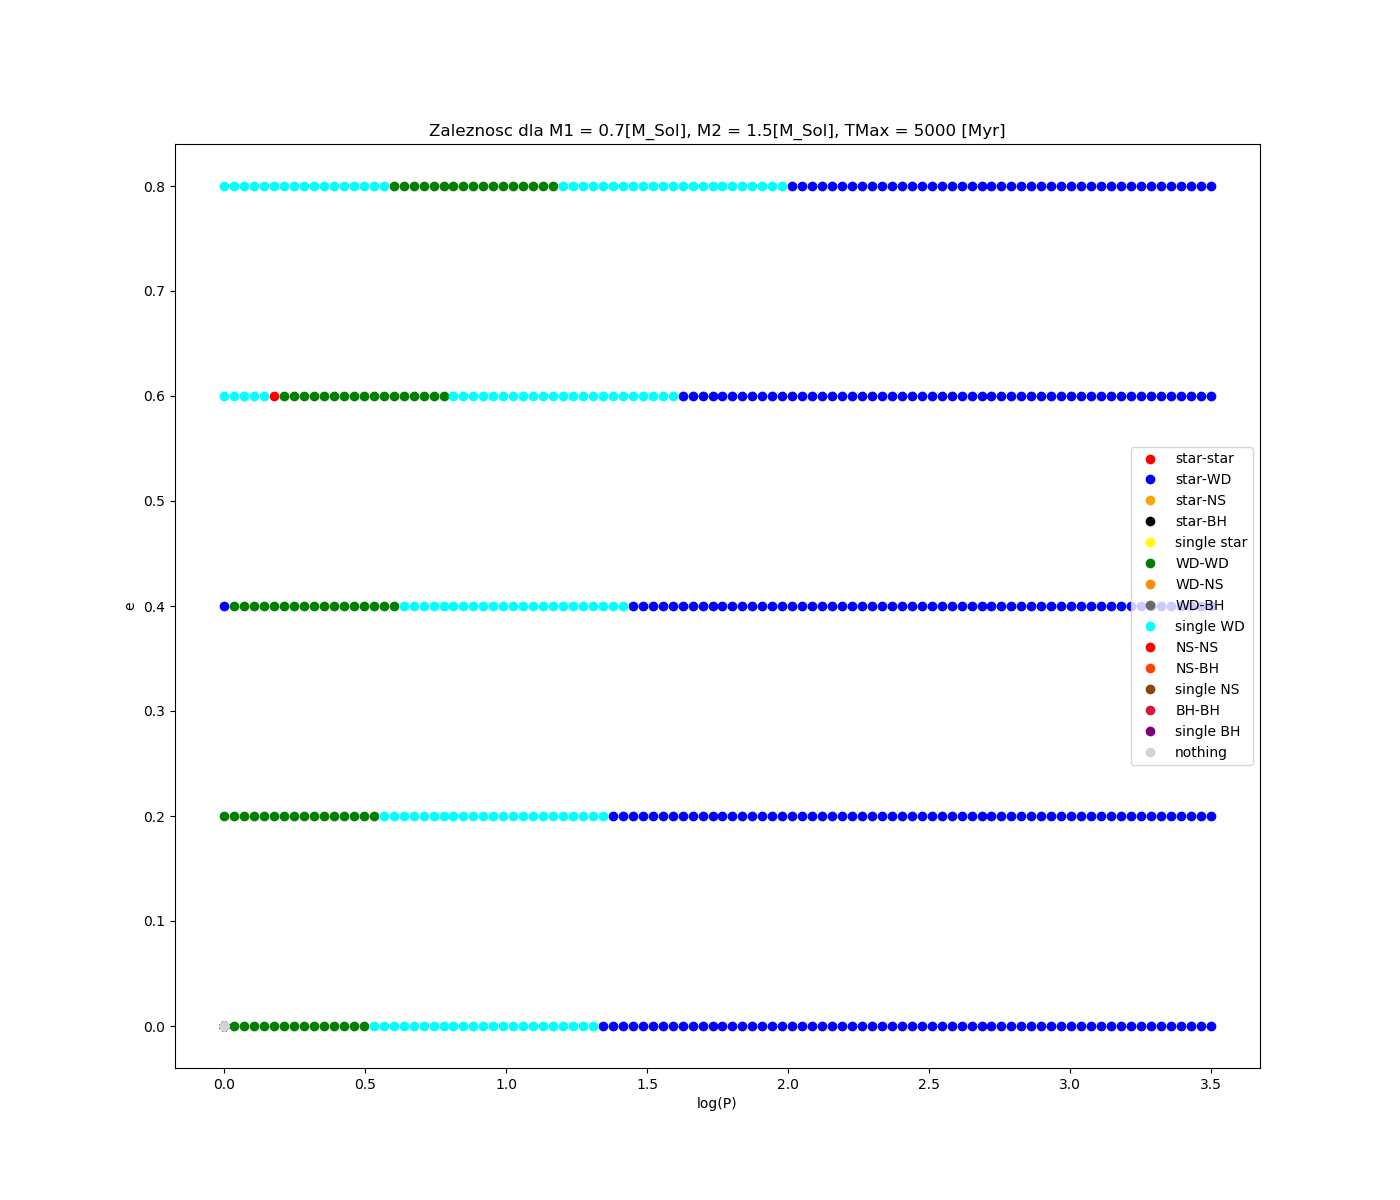 Zaleznosc dla M1 = 0.7[M_Sol], M2 = 1.5[M_Sol], TMax = 5000 [Myr]
0.8
0.7
0.6
0.5
0.4
0.3
0.2
0.1
0.0
e
star-star
star-WD
star-NS
star-BH
single star
WD-WD
WD-NS
WD-BH
single WD
NS-NS
NS-BH
single NS
BH-BH
single BH
nothing
0.0 0.5 1.0 1.5 2.0 2.5 3.0 3.5
log(P)